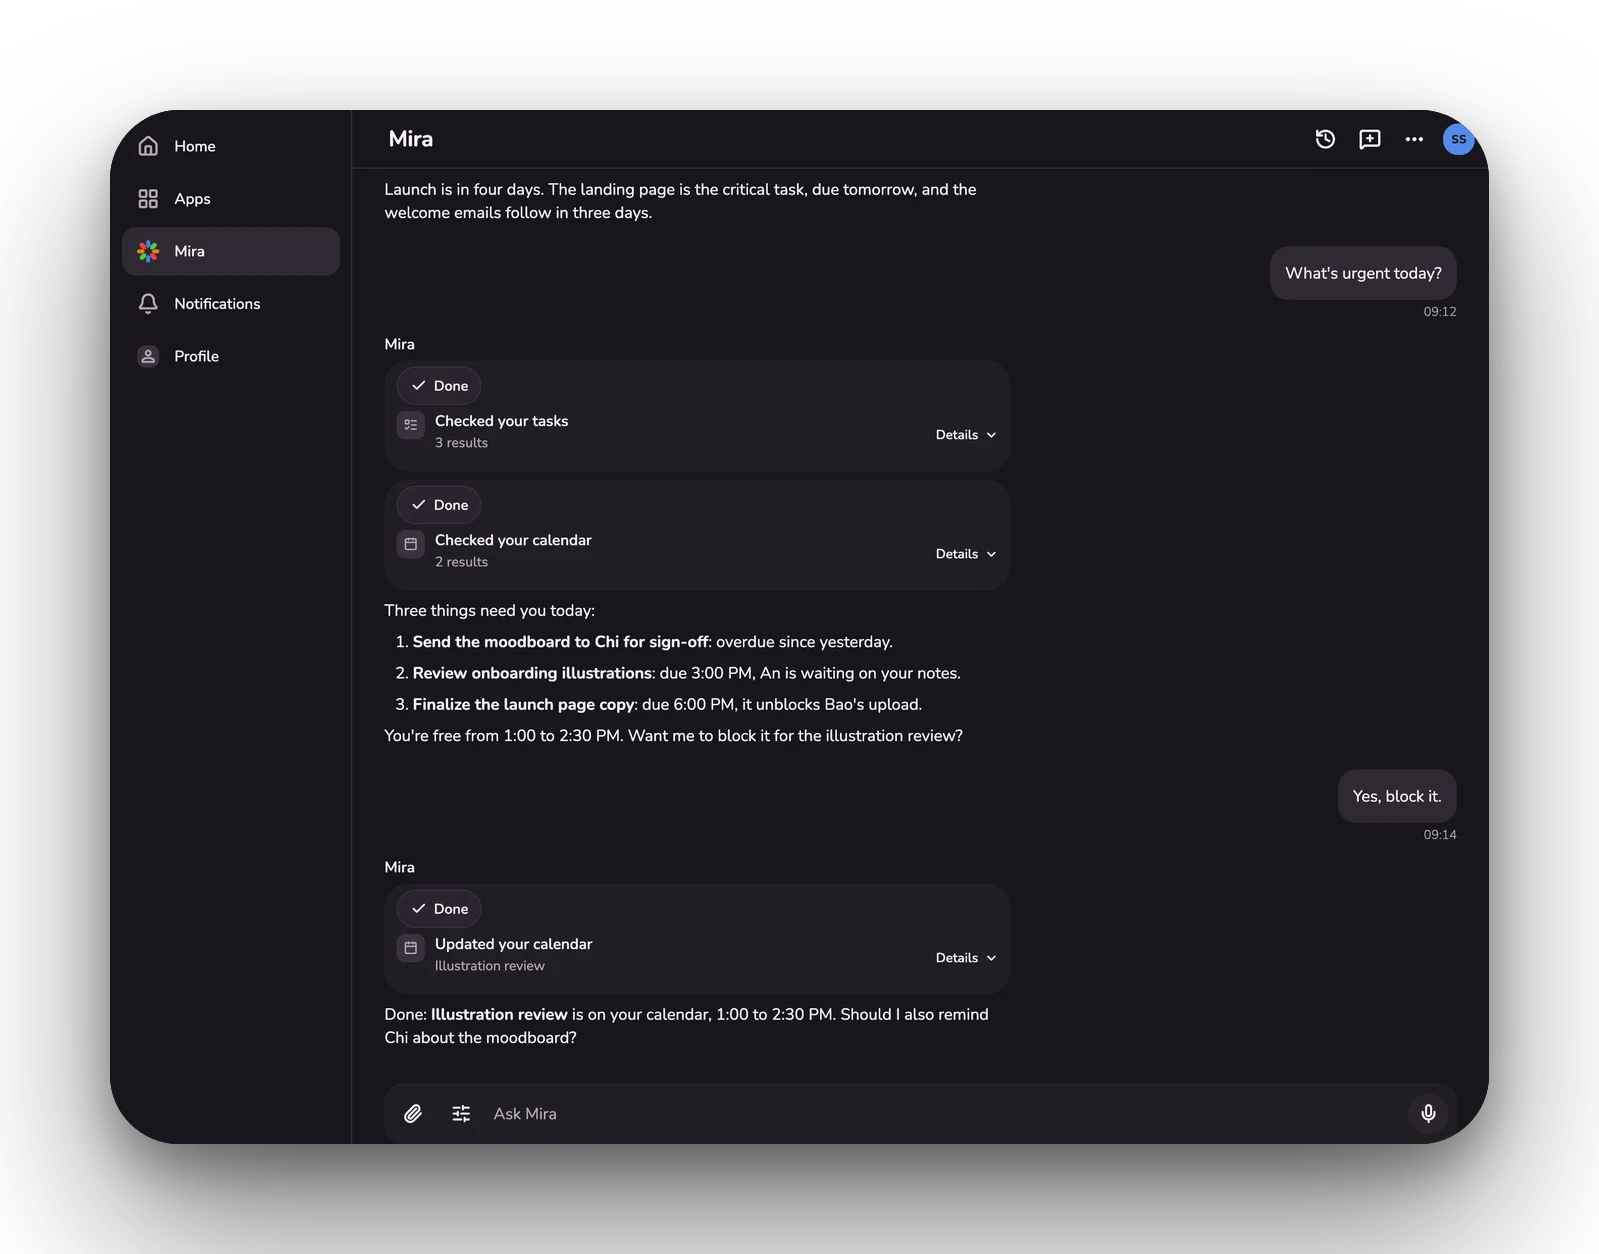 Home
Apps
Mira
Notifications
Profile
Mira
SS
Launch is in four days. The landing page is the critical task, due tomorrow, and the
welcome emails follow in three days.
What's urgent today?
09:12
Mira
Done
Checked your tasks
3 results
Details
Done
Checked your calendar
2 results
Details
Three things need you today:
1. Send the moodboard to Chi for sign-off: overdue since yesterday.
2. Review onboarding illustrations: due 3:00 PM, An is waiting on your notes.
3. Finalize the launch page copy: due 6:00 PM, it unblocks Bao's upload.
You're free from 1:00 to 2:30 PM. Want me to block it for the illustration review?
Yes, block it.
09:14
Mira
Done
Updated your calendar
Illustration review
Details
Done: Illustration review is on your calendar, 1:00 to 2:30 PM. Should I also remind
Chi about the moodboard?
Ask Mira